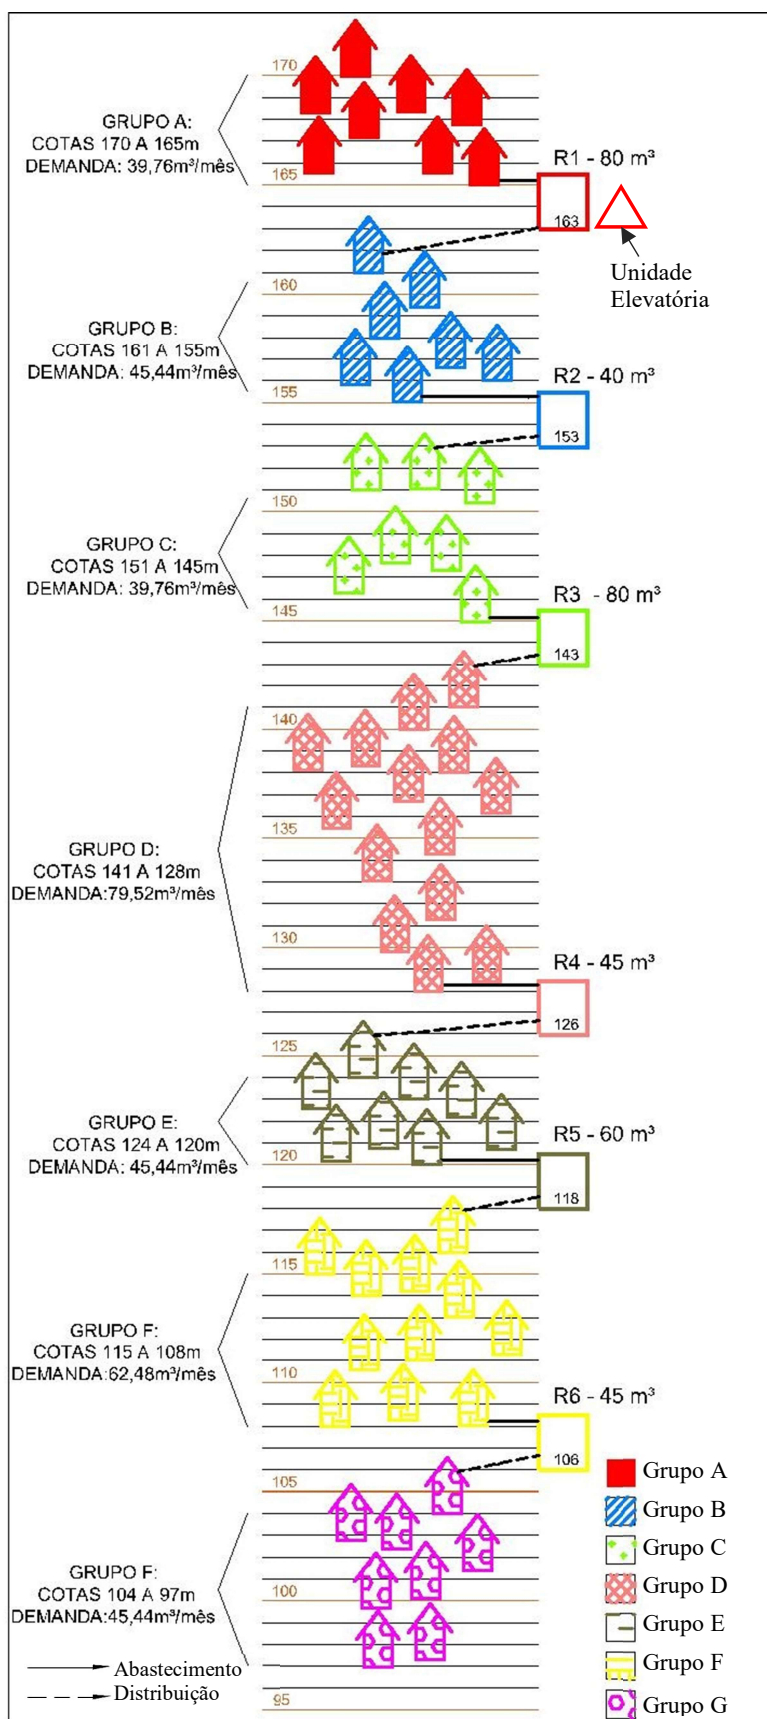 170
GRUPO A:
COTAS 170 A 165m
DEMANDA: 39,76m³/mês
165
R1 - 80 m³
163
Unidade
Elevatória
160
GRUPO B:
COTAS 161 A 155m
DEMANDA: 45,44m³/mês
155
R2 - 40 m³
153
150
GRUPO C:
COTAS 151 A 145m
DEMANDA: 39,76m³/mês
145
R3 - 80 m³
143
140
135
GRUPO D:
COTAS 141 A 128m
DEMANDA:79,52m³/mês
130
R4 - 45 m³
126
125
GRUPO E:
COTAS 124 A 120m
DEMANDA: 45,44m³/mês
120
R5 - 60 m³
118
115
GRUPO F:
COTAS 115 A 108m
DEMANDA:62,48m³/mês
110
R6 - 45 m³
106
105
GRUPO F:
COTAS 104 A 97m
DEMANDA:45,44m³/mês
100
95
Abastecimento
Distribuição
Grupo A
Grupo B
Grupo C
Grupo D
Grupo E
Grupo F
Grupo G